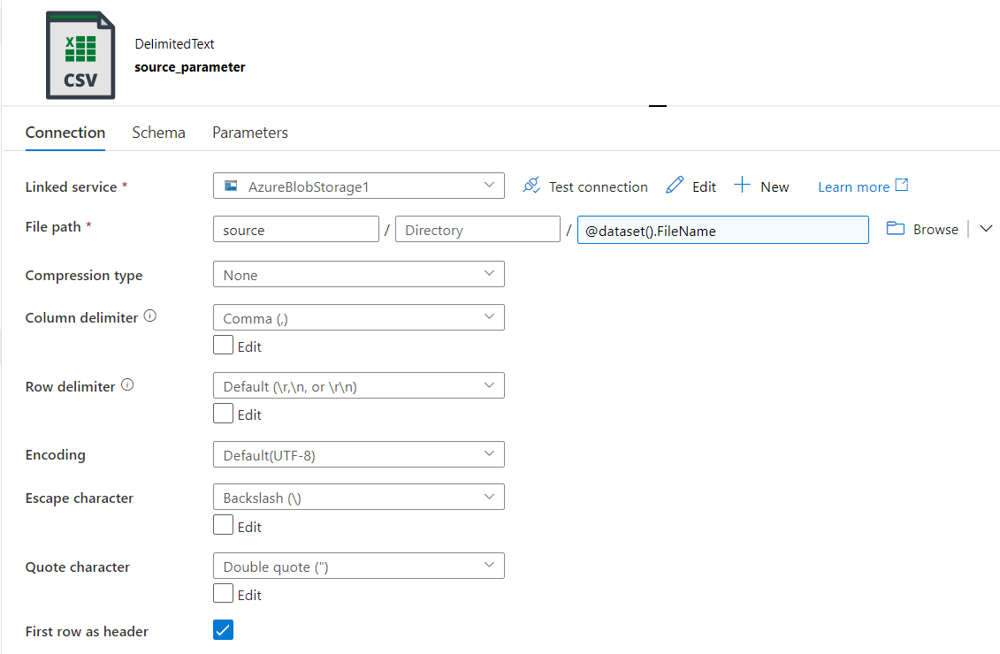 X
CSV
DelimitedText
source_parameter
Connection Schema Parameters
Linked service * AzureBlobStorage1 Test connection Edit New Learn more
File path * source / Directory / @dataset().FileName Browse
Compression type None
Column delimiter Comma (,)
Edit
Row delimiter Default (\r,\n, or \r\n)
Edit
Encoding Default(UTF-8)
Escape character Backslash (\)
Edit
Quote character Double quote (")
Edit
First row as header